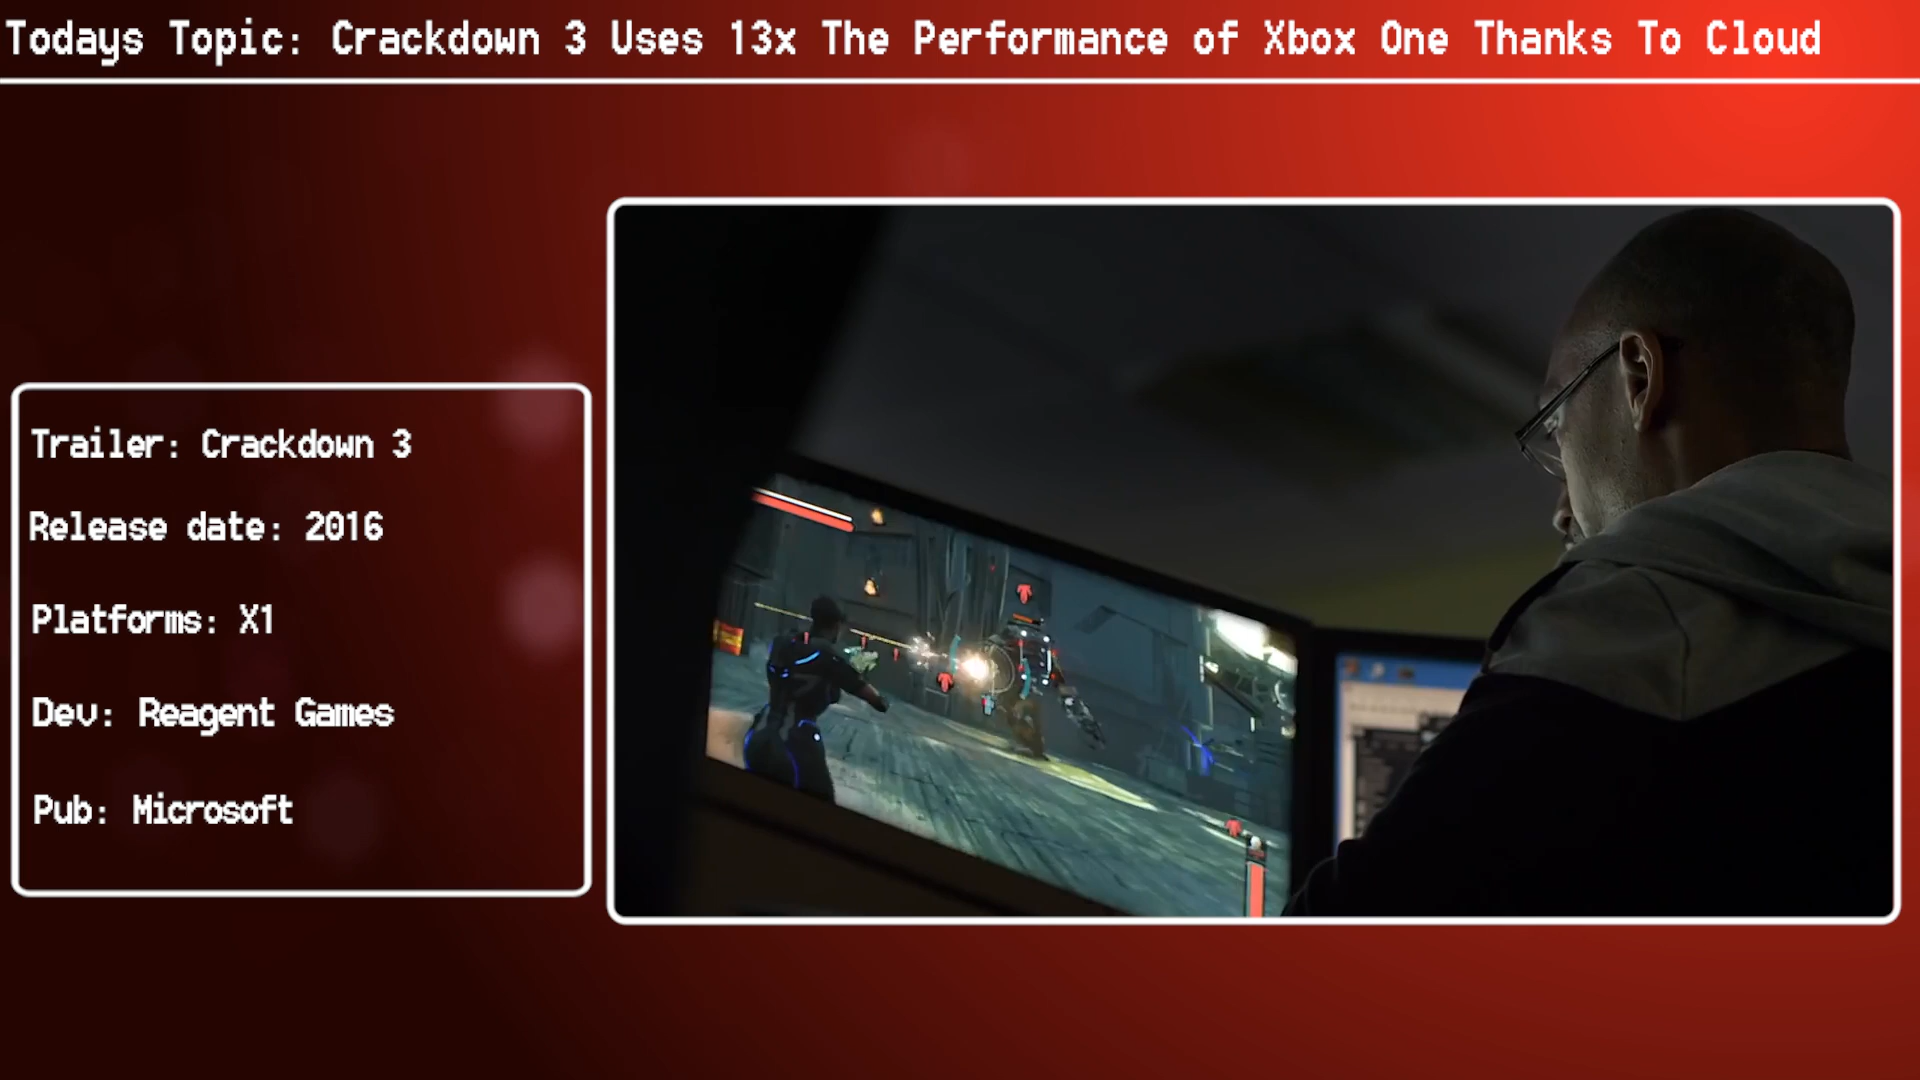 Todays Topic: Crackdown 3 Uses 13x The Performance of Xbox One Thanks To Cloud
Trailer: Crackdown 3
Release date: 2016
Platforms: X1
Dev: Reagent Games
Pub: Microsoft